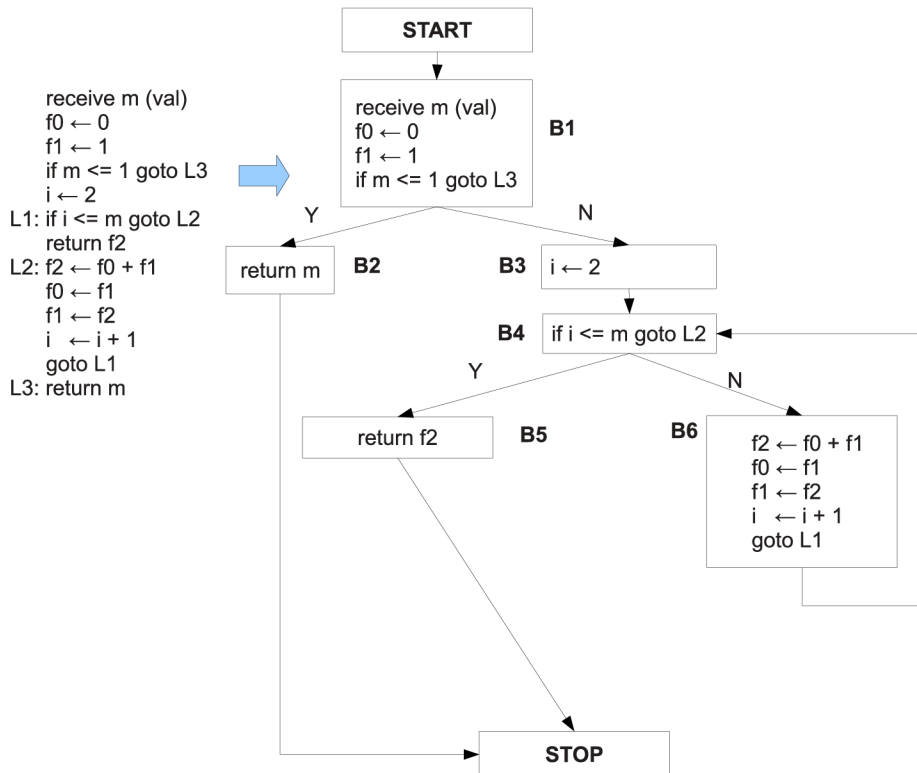 START
receive m (val)
f0 ← 0
f1 ← 1
if m <= 1 goto L3
i ← 2
L1: if i <= m goto L2
return f2
L2: f2 ← f0 + f1
f0 ← f1
f1 ← f2
i ← i + 1
goto L1
L3: return m
receive m (val)
f0 ← 0
f1 ← 1
if m <= 1 goto L3
B1
Y
N
return m
B2
B3
i ← 2
B4
if i <= m goto L2
Y
N
return f2
B5
B6
f2 ← f0 + f1
f0 ← f1
f1 ← f2
i ← i + 1
goto L1
STOP